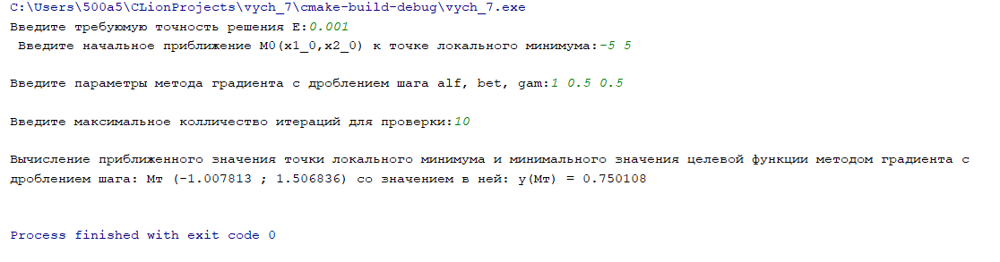 C:\Users\500a5\CLionProjects\vych_7\cmake-build-debug\vych_7.exe
Введите требуюмую точность решения E:0.001
Введите начальное приближение M0(x1_0,x2_0) к точке локального минимума:-5 5
Введите параметры метода градиента с дроблением шага alf, bet, gam:1 0.5 0.5
Введите максимальное колличество итераций для проверки:10
Вычисление приближенного значения точки локального минимума и минимального значения целевой функции методом градиента с
дроблением шага: Мт (-1.007813 ; 1.506836) со значением в ней: y(Мт) = 0.750108
Process finished with exit code 0